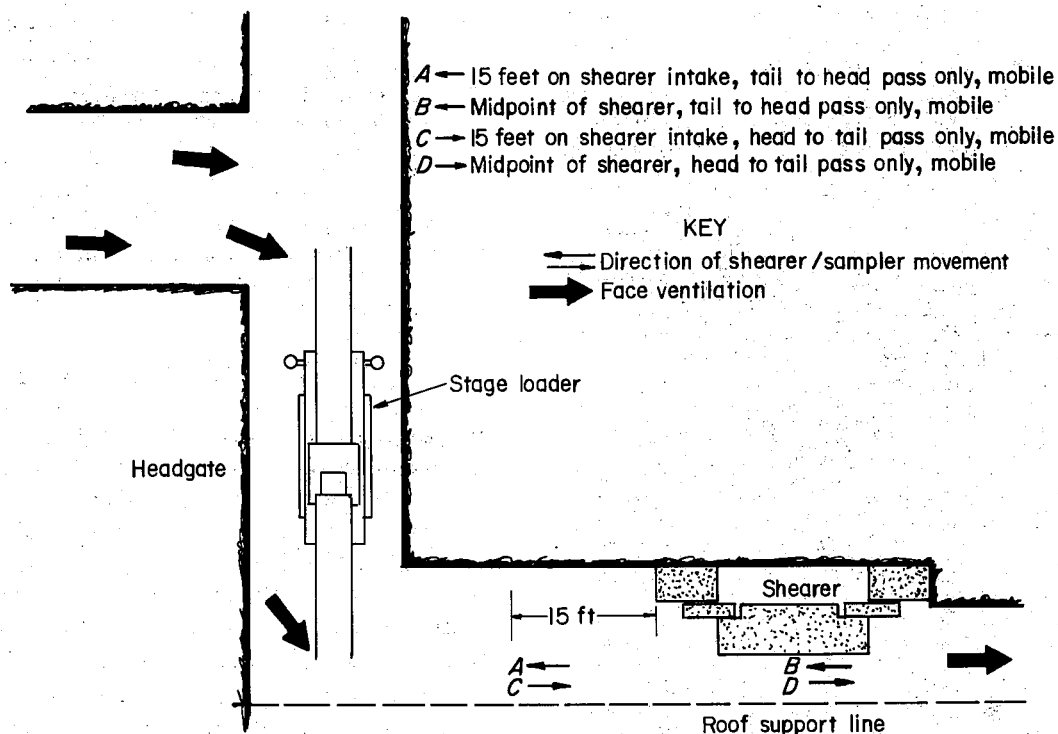 A ← 15 feet on shearer intake, tail to head pass only, mobile
B ← Midpoint of shearer, tail to head pass only, mobile
C → 15 feet on shearer intake, head to tail pass only, mobile
D → Midpoint of shearer, head to tail pass only, mobile
KEY
Direction of shearer/sampler movement
Face ventilation
Stage loader
Headgate
Shearer
15 ft
A B
C D
Roof support line